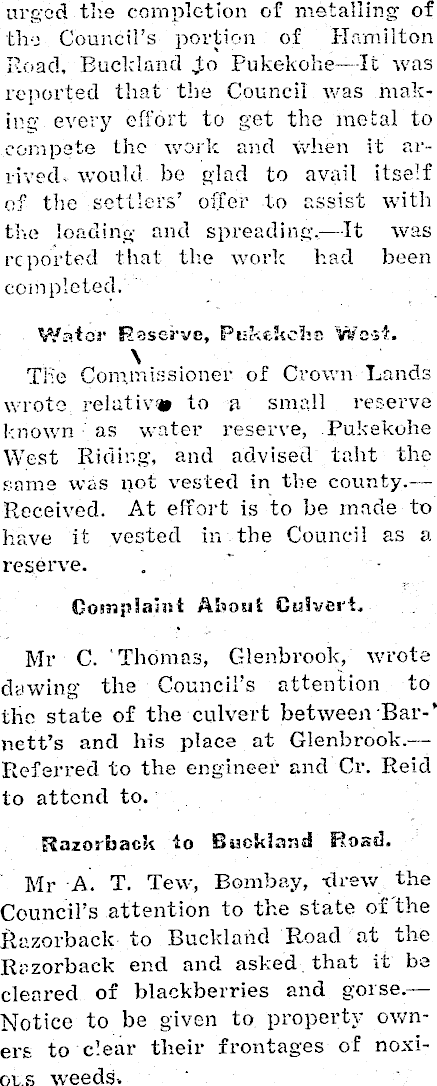 urged the completion of metalling of
the Council's portion of Hamilton
Road, Buckland to Pukekohe—It was
reported that the Council was mak-
ing every effort to get the metal to
compete the work and when it ar-
rived would be glad to avail itself
of the settlers' offer to assist with
the loading and spreading.—It was
reported that the work had been
completed.
Water Reserve, Pukekohe West.
The Commissioner of Crown Lands
wrote relative to a small reserve
known as water reserve, Pukekohe
West Riding, and advised taht the
same was not vested in the county.—
Received. At effort is to be made to
have it vested in the Council as a
reserve.
Complaint About Culvert.
Mr C. Thomas, Glenbrook, wrote
dawing the Council's attention to
the state of the culvert between Bar-
nett's and his place at Glenbrook.—
Referred to the engineer and Cr. Reid
to attend to.
Razorback to Buckland Road.
Mr A. T. Tew, Bombay, drew the
Council's attention to the state of the
Razorback to Buckland Road at the
Razorback end and asked that it be
cleared of blackberries and gorse.—
Notice to be given to property own-
ers to clear their frontages of noxi-
ous weeds.